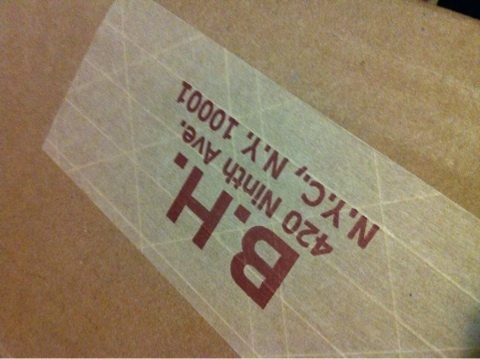 B.H.
420 Ninth Ave.
N.Y.C., N.Y. 10001